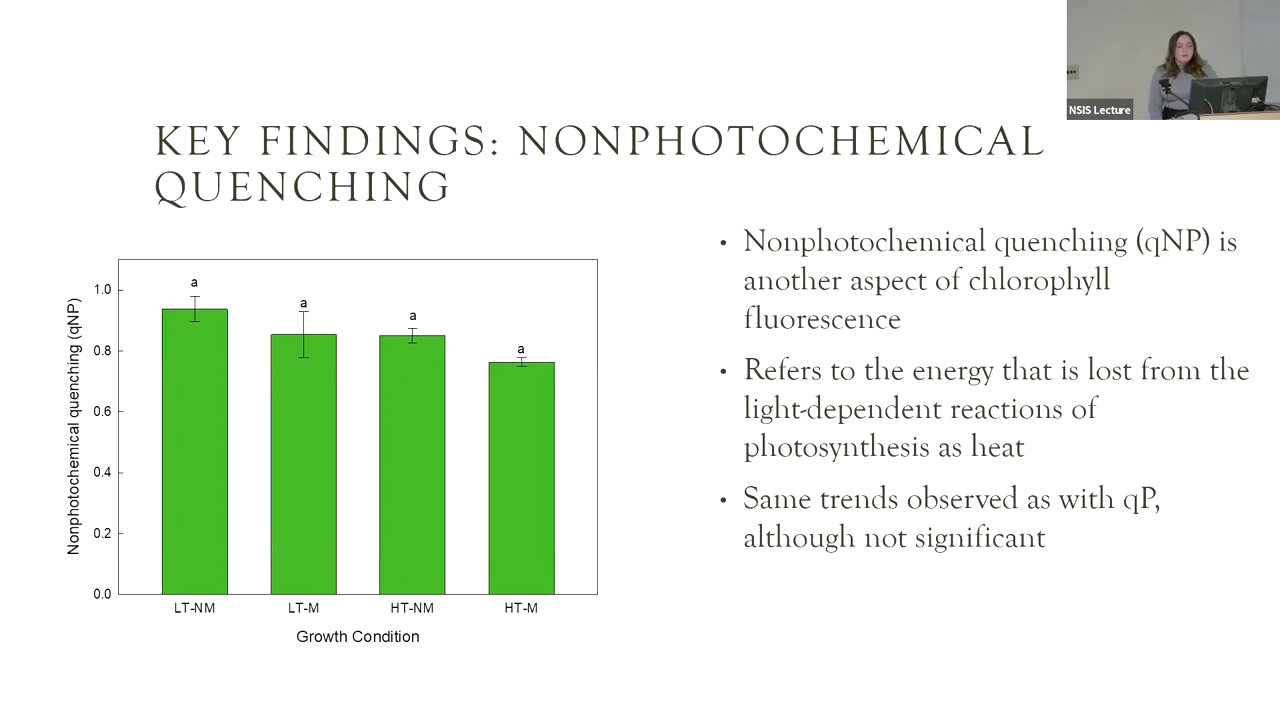 NSIS Lecture
KEY FINDINGS: NONPHOTOCHEMICAL
QUENCHING
Nonphotochemical quenching (qNP)
1.0
0.8
0.6
0.4
0.2
0.0
a
a
a
a
LT-NM
LT-M
HT-NM
HT-M
Growth Condition
• Nonphotochemical quenching (qNP) is
another aspect of chlorophyll
fluorescence
• Refers to the energy that is lost from the
light-dependent reactions of
photosynthesis as heat
• Same trends observed as with qP,
although not significant